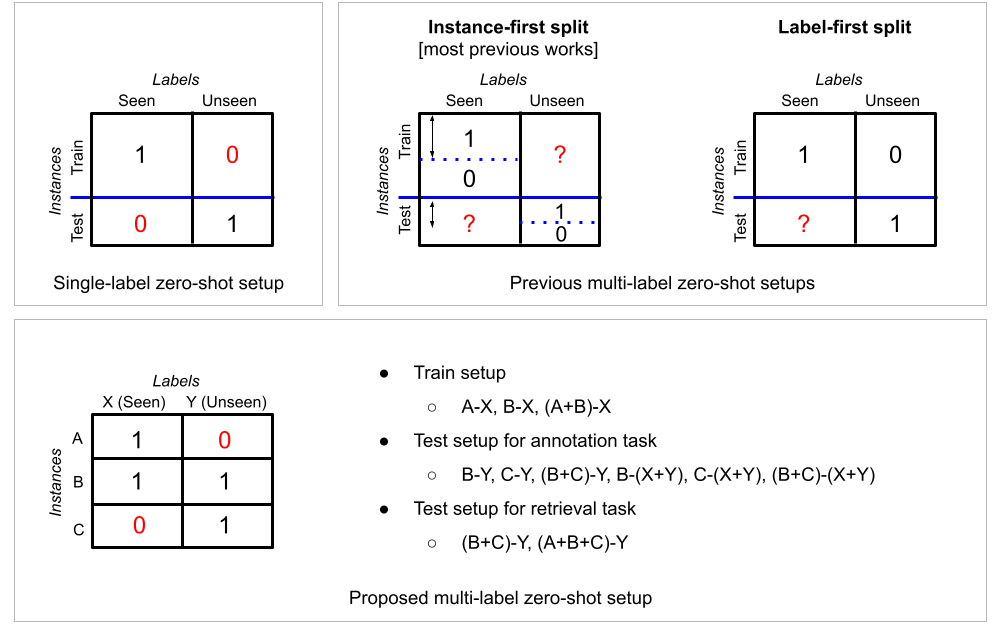 Labels
Seen Unseen
Instances
Train
Test
1 0
0 1
Single-label zero-shot setup
Instance-first split
[most previous works]
Labels
Seen Unseen
Instances
Train
Test
1
0
?
?
1
0
Label-first split
Labels
Seen Unseen
Instances
Train
Test
1 0
? 1
Previous multi-label zero-shot setups
Labels
X (Seen) Y (Unseen)
Instances
A 1 0
B 1 1
C 0 1
● Train setup
○ A-X, B-X, (A+B)-X
● Test setup for annotation task
○ B-Y, C-Y, (B+C)-Y, B-(X+Y), C-(X+Y), (B+C)-(X+Y)
● Test setup for retrieval task
○ (B+C)-Y, (A+B+C)-Y
Proposed multi-label zero-shot setup